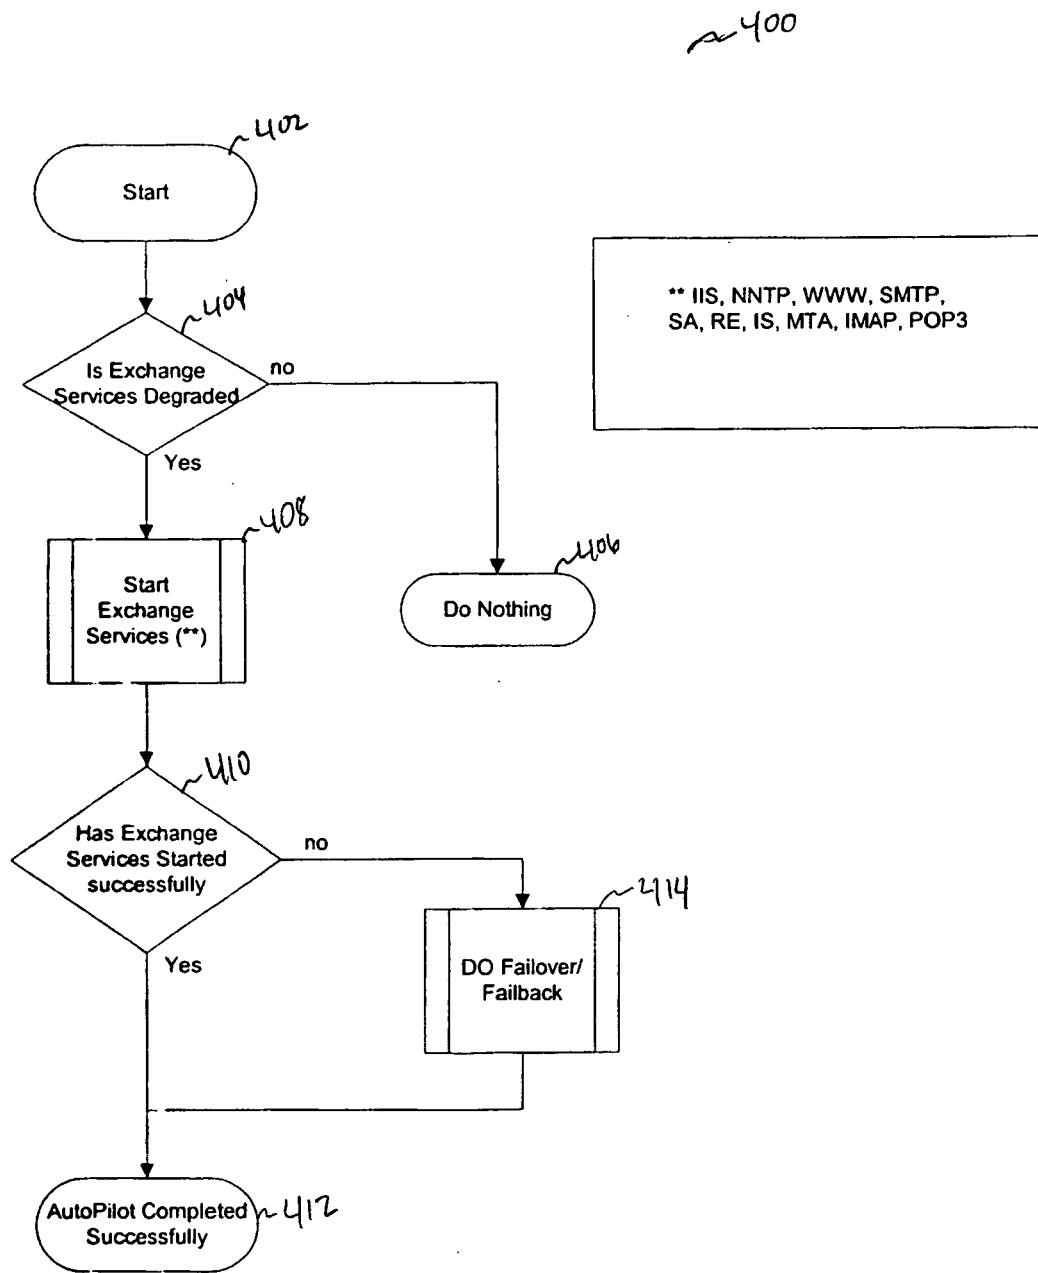 400
402
Start
404
Is Exchange
Services Degraded
no
Yes
** IIS, NNTP, WWW, SMTP,
SA, RE, IS, MTA, IMAP, POP3
408
Start
Exchange
Services (**)
406
Do Nothing
410
Has Exchange
Services Started
successfully
no
Yes
414
DO Failover/
Failback
AutoPilot Completed
Successfully
412